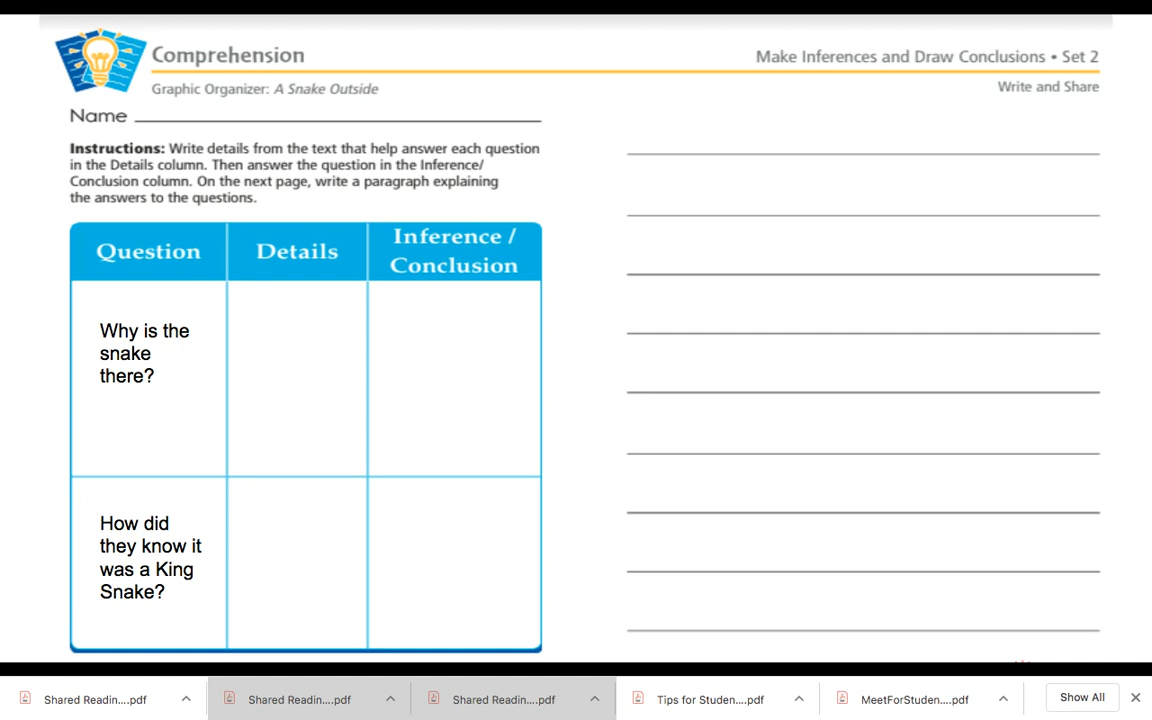 Comprehension
Make Inferences and Draw Conclusions • Set 2
Graphic Organizer: A Snake Outside
Write and Share
Name
Instructions: Write details from the text that help answer each question
in the Details column. Then answer the question in the Inference/
Conclusion column. On the next page, write a paragraph explaining
the answers to the questions.
Question
Details
Inference /
Conclusion
Why is the
snake
there?
How did
they know it
was a King
Snake?
Shared Readin....pdf
Shared Readin....pdf
Shared Readin....pdf
Tips for Studen....pdf
MeetForStuden....pdf
Show All